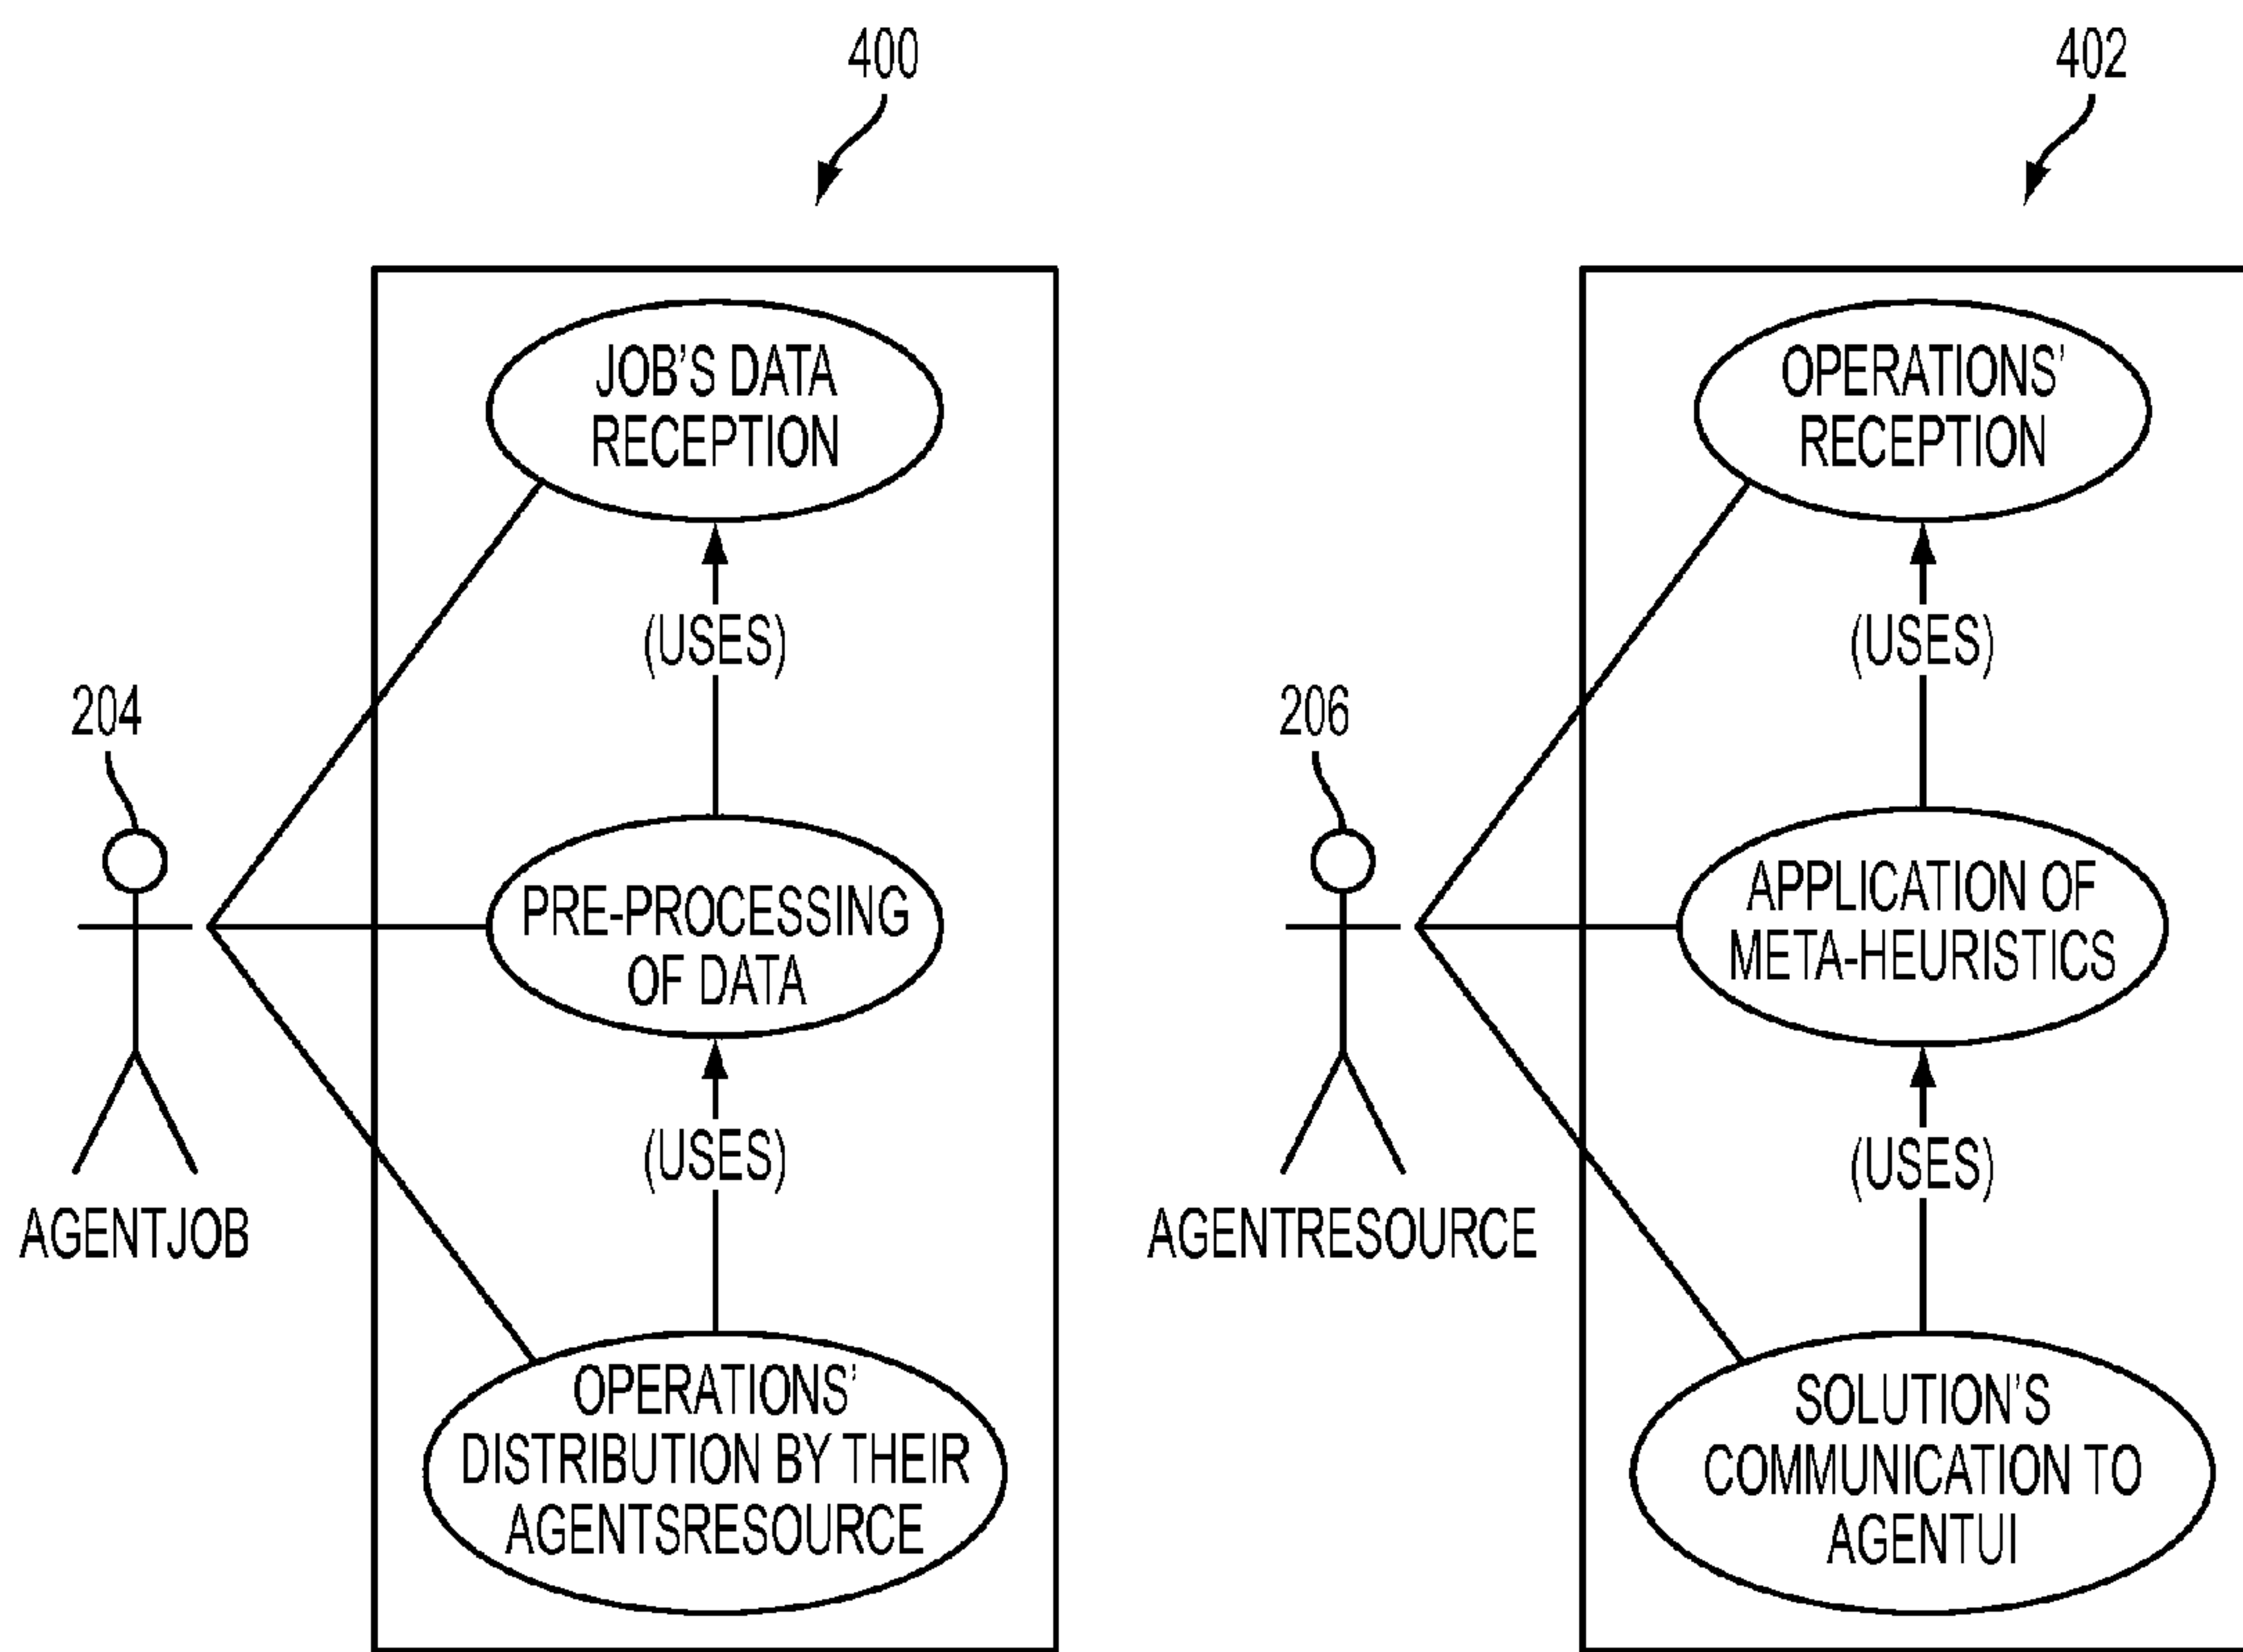 400
JOB'S DATA
RECEPTION
(USES)
204
PRE-PROCESSING
OF DATA
(USES)
AGENTJOB
OPERATIONS'
DISTRIBUTION BY THEIR
AGENTSRESOURCE
402
OPERATIONS'
RECEPTION
(USES)
206
APPLICATION OF
META-HEURISTICS
(USES)
AGENTRESOURCE
SOLUTION'S
COMMUNICATION TO
AGENTUI